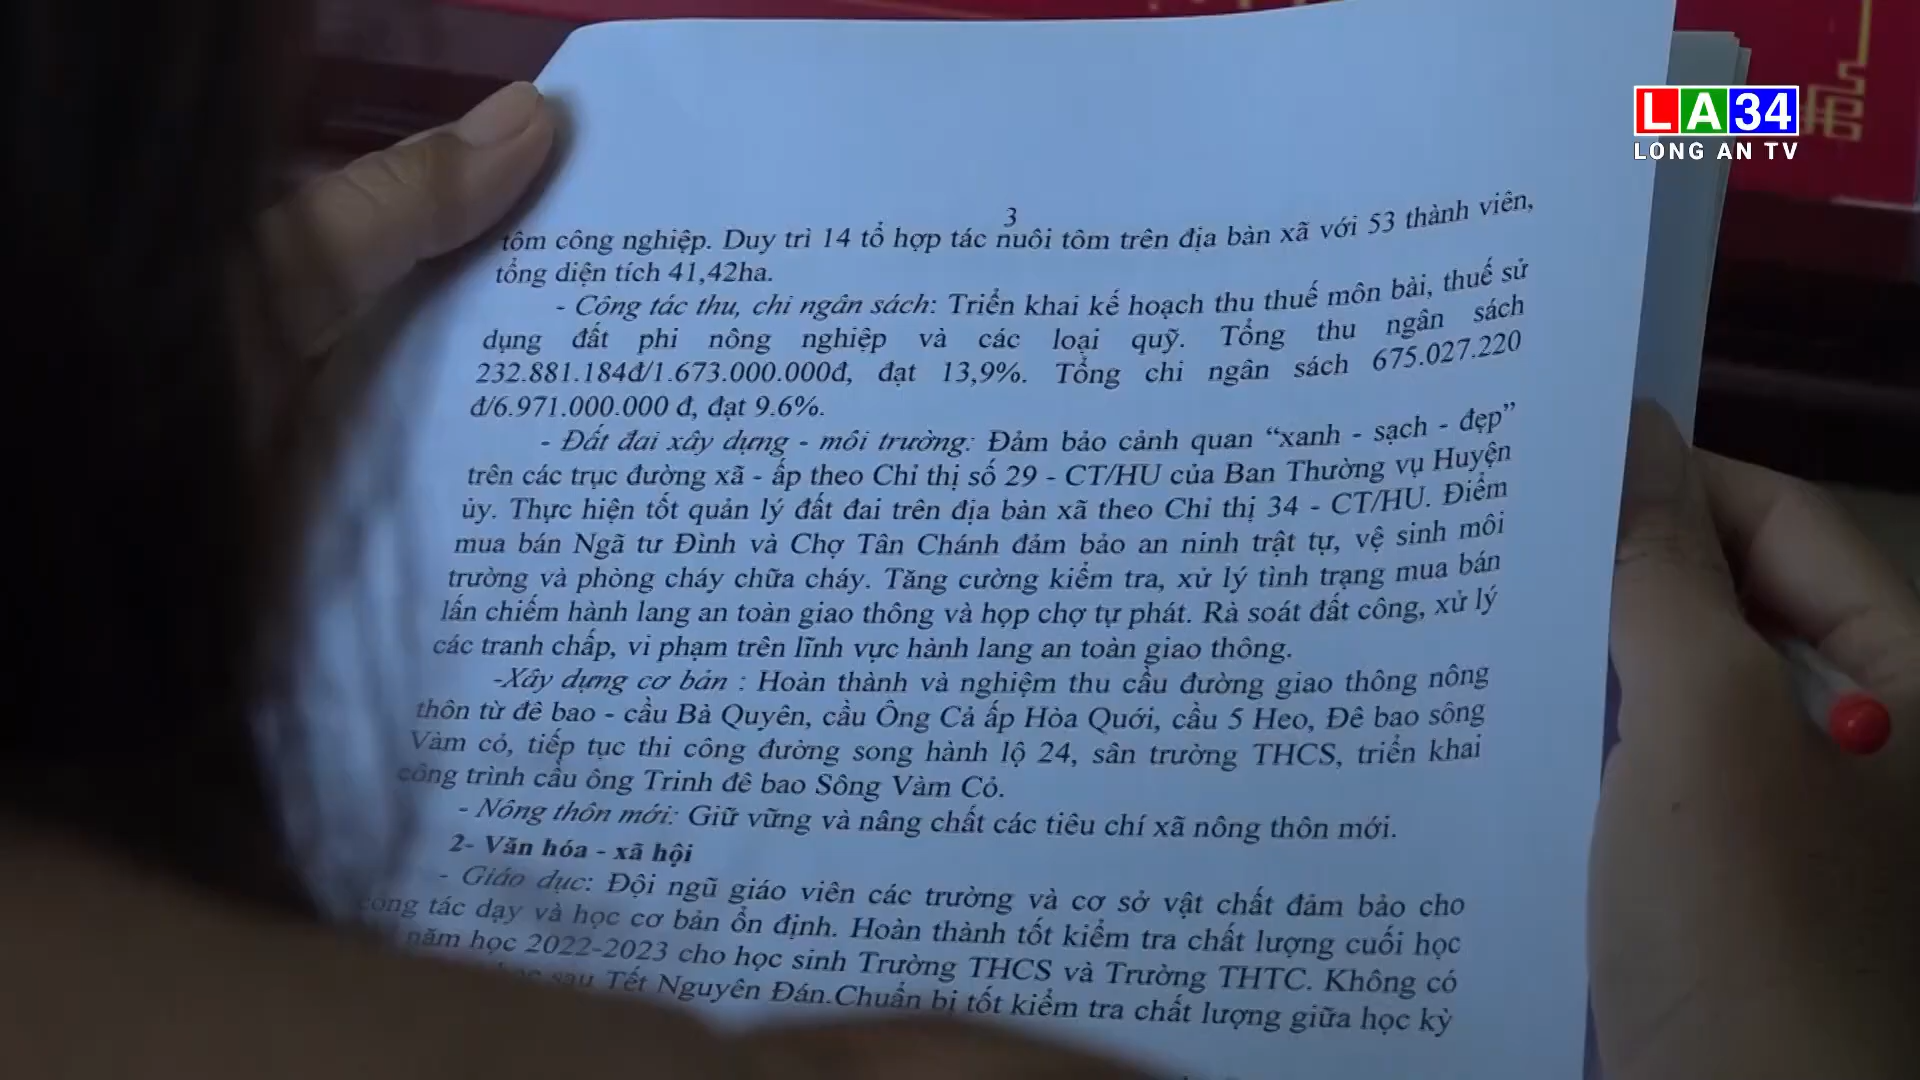 LA34
LONG AN TV
3
tôm công nghiệp. Duy trì 14 tổ hợp tác nuôi tôm trên địa bàn xã với 53 thành viên,
tổng diện tích 41,42ha.
- Công tác thu, chi ngân sách: Triển khai kế hoạch thu thuế môn bài, thuế sử
dụng đất phi nông nghiệp và các loại quỹ. Tổng thu ngân sách
232.881.184đ/1.673.000.000đ, đạt 13,9%. Tổng chi ngân sách 675.027.220
đ/6.971.000.000 đ, đạt 9.6%.
- Đất đai xây dựng - môi trường: Đảm bảo cảnh quan “xanh - sạch - đẹp”
trên các trục đường xã - ấp theo Chỉ thị số 29 - CT/HU của Ban Thường vụ Huyện
ủy. Thực hiện tốt quản lý đất đai trên địa bàn xã theo Chỉ thị 34 - CT/HU. Điểm
mua bán Ngã tư Đình và Chợ Tân Chánh đảm bảo an ninh trật tự, vệ sinh môi
trường và phòng cháy chữa cháy. Tăng cường kiểm tra, xử lý tình trạng mua bán
lấn chiếm hành lang an toàn giao thông và họp chợ tự phát. Rà soát đất công, xử lý
các tranh chấp, vi phạm trên lĩnh vực hành lang an toàn giao thông.
-Xây dựng cơ bản : Hoàn thành và nghiệm thu cầu đường giao thông nông
thôn từ đê bao - cầu Bà Quyên, cầu Ông Cả ấp Hòa Quới, cầu 5 Heo, Đê bao sông
Vàm cỏ, tiếp tục thi công đường song hành lộ 24, sân trường THCS, triển khai
công trình cầu ông Trinh đê bao Sông Vàm Cỏ.
- Nông thôn mới: Giữ vững và nâng chất các tiêu chí xã nông thôn mới.
2- Văn hóa - xã hội
- Giáo dục: Đội ngũ giáo viên các trường và cơ sở vật chất đảm bảo cho
công tác dạy và học cơ bản ổn định. Hoàn thành tốt kiểm tra chất lượng cuối học
năm học 2022-2023 cho học sinh Trường THCS và Trường THTC. Không có
sau Tết Nguyên Đán.Chuẩn bị tốt kiểm tra chất lượng giữa học kỳ